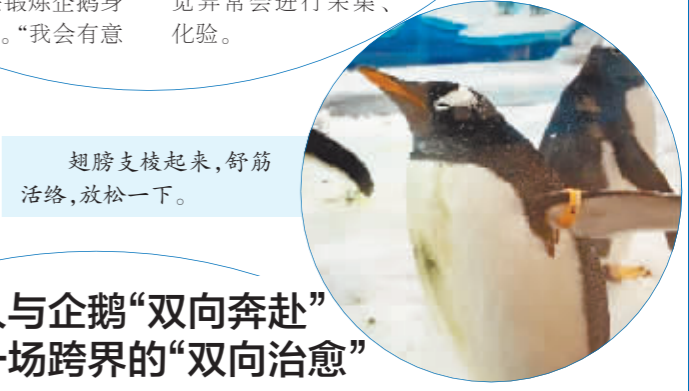 锻炼企鹅身
。“我会有意
觉异常会进行采集、
化验。
翅膀支棱起来,舒筋
活络,放松一下。
人与企鹅“双向奔赴”
一场跨界的“双向治愈”